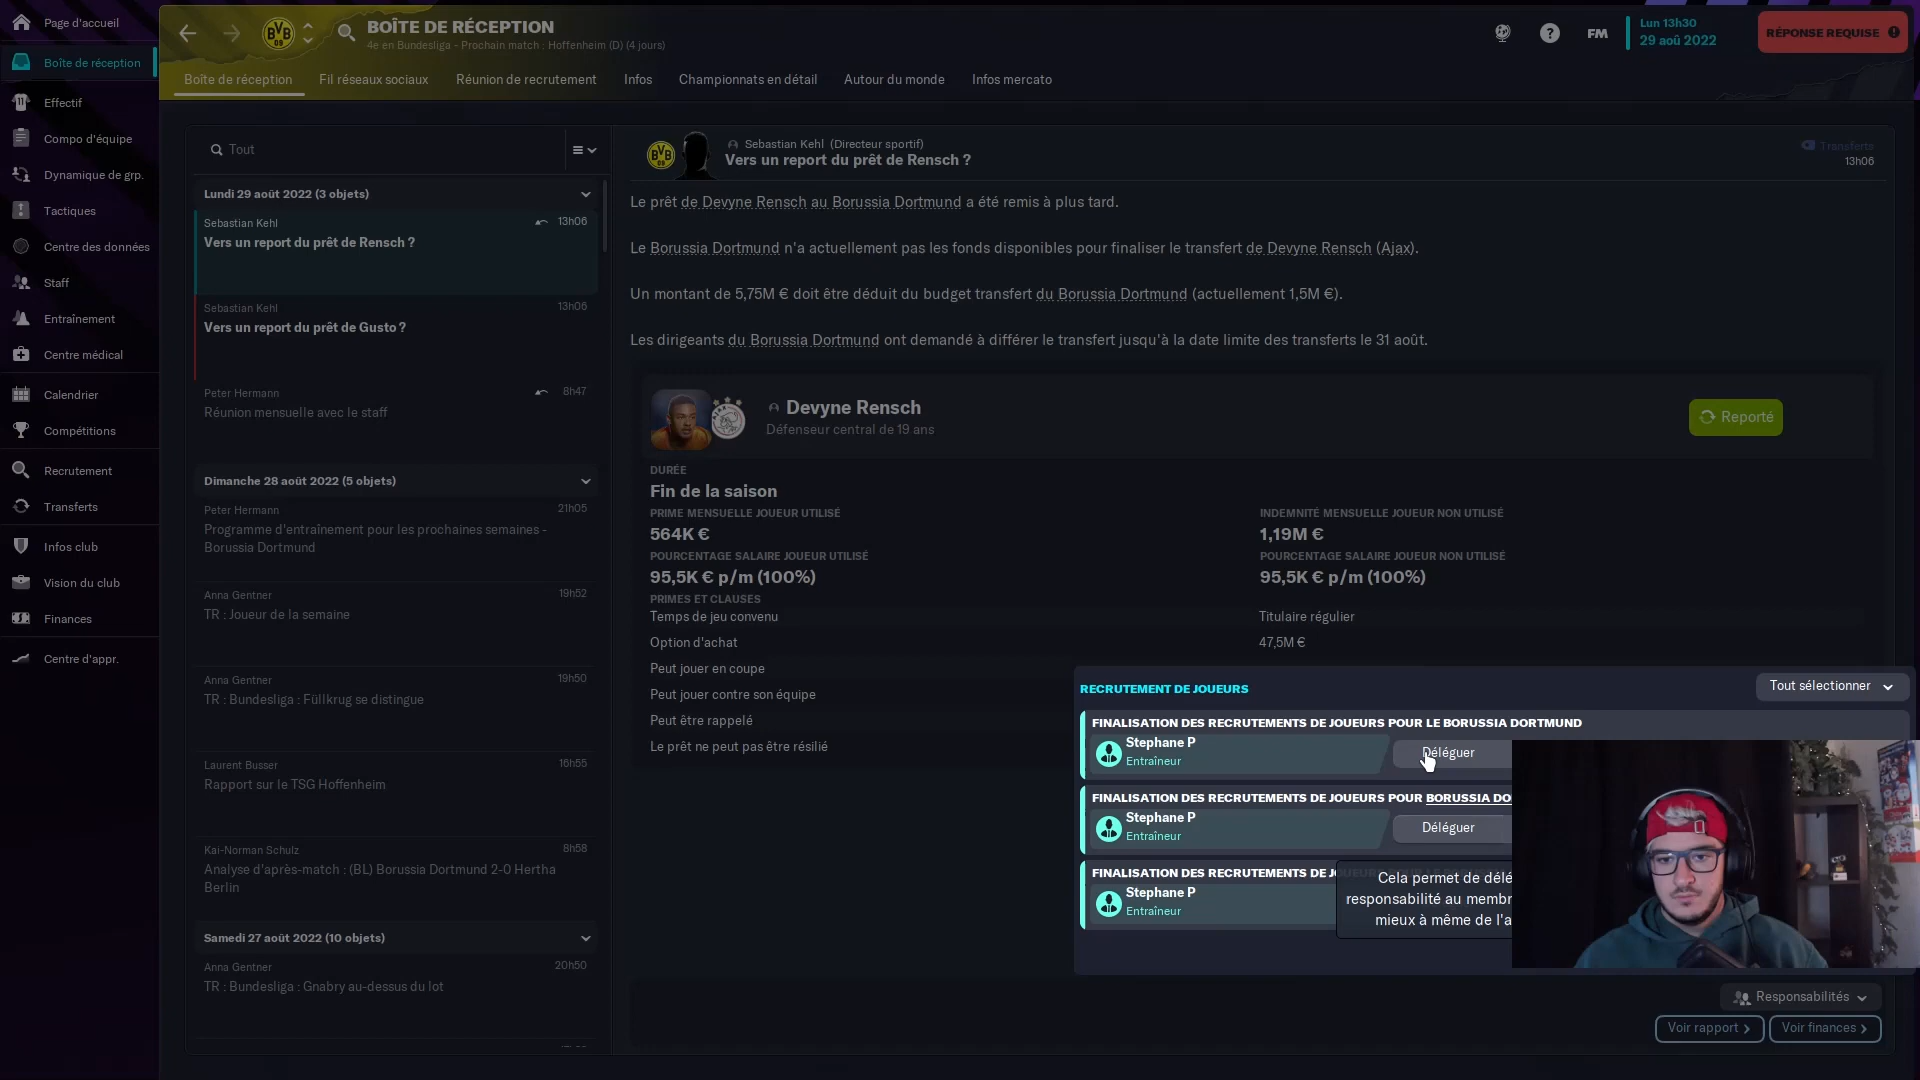 Page d'accueil
Boîte de réception
Effectif
Compo d'équipe
Dynamique de grp.
Tactiques
Centre des données
Staff
Entraînement
Centre médical
Calendrier
Compétitions
Recrutement
Transferts
Infos club
Vision du club
Finances
Centre d'appr.
BOÎTE DE RÉCEPTION
4e en Bundesliga - Prochain match : Hoffenheim (D) (4 jours)
FM
Lun 13h30
29 aoû 2022
RÉPONSE REQUISE
Boîte de réception
Fil réseaux sociaux
Réunion de recrutement
Infos
Championnats en détail
Autour du monde
Infos mercato
Tout
Lundi 29 août 2022 (3 objets)
Sebastian Kehl 13h06
Vers un report du prêt de Rensch ?
Sebastian Kehl 13h06
Vers un report du prêt de Gusto ?
Peter Hermann 8h47
Réunion mensuelle avec le staff
Dimanche 28 août 2022 (5 objets)
Peter Hermann 21h05
Programme d'entraînement pour les prochaines semaines -
Borussia Dortmund
Anna Gentner 19h52
TR : Joueur de la semaine
Anna Gentner 19h50
TR : Bundesliga : Füllkrug se distingue
Laurent Busser 16h55
Rapport sur le TSG Hoffenheim
Kai-Norman Schulz 8h58
Analyse d'après-match : (BL) Borussia Dortmund 2-0 Hertha
Berlin
Samedi 27 août 2022 (10 objets)
Anna Gentner 20h50
TR : Bundesliga : Gnabry au-dessus du lot
BVB
09
Sebastian Kehl (Directeur sportif)
Vers un report du prêt de Rensch ?
Transferts
13h06
Le prêt de Devyne Rensch au Borussia Dortmund a été remis à plus tard.
Le Borussia Dortmund n'a actuellement pas les fonds disponibles pour finaliser le transfert de Devyne Rensch (Ajax).
Un montant de 5,75M € doit être déduit du budget transfert du Borussia Dortmund (actuellement 1,5M €).
Les dirigeants du Borussia Dortmund ont demandé à différer le transfert jusqu'à la date limite des transferts le 31 août.
Devyne Rensch
Défenseur central de 19 ans
Reporté
DURÉE
Fin de la saison
PRIME MENSUELLE JOUEUR UTILISÉ
564K €
INDEMNITÉ MENSUELLE JOUEUR NON UTILISÉ
1,19M €
POURCENTAGE SALAIRE JOUEUR UTILISÉ
95,5K € p/m (100%)
POURCENTAGE SALAIRE JOUEUR NON UTILISÉ
95,5K € p/m (100%)
PRIMES ET CLAUSES
Temps de jeu convenu Titulaire régulier
Option d'achat 47,5M €
Peut jouer en coupe
Peut jouer contre son équipe
Peut être rappelé
Le prêt ne peut pas être résilié
RECRUTEMENT DE JOUEURS
Tout sélectionner
FINALISATION DES RECRUTEMENTS DE JOUEURS POUR LE BORUSSIA DORTMUND
Stephane P
Entraîneur
Déléguer
FINALISATION DES RECRUTEMENTS DE JOUEURS POUR BORUSSIA DO
Stephane P
Entraîneur
Déléguer
FINALISATION DES RECRUTEMENTS DE
Stephane P
Entraîneur
Cela permet de délé
responsabilité au membr
mieux à même de l'a
Responsabilités
Voir rapport
Voir finances